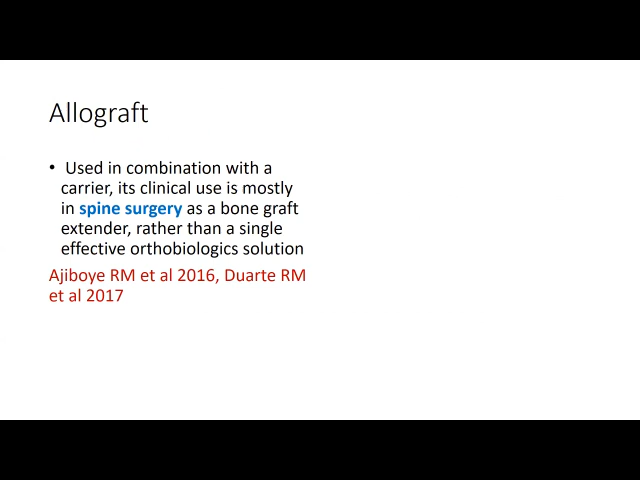 Allograft
• Used in combination with a
carrier, its clinical use is mostly
in spine surgery as a bone graft
extender, rather than a single
effective orthobiologics solution
Ajiboye RM et al 2016, Duarte RM
et al 2017